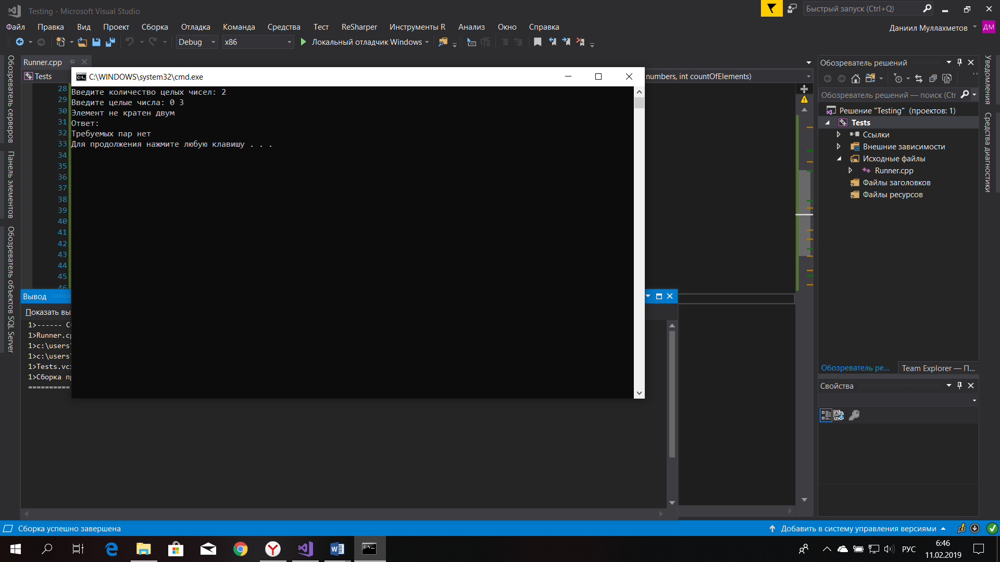 Testing - Microsoft Visual Studio
Быстрый запуск (Ctrl+Q)
Файл Правка Вид Проект Сборка Отладка Команда Средства Тест ReSharper Инструменты R Анализ Окно Справка
Даниил Муллахметов ДМ
Debug x86 Локальный отладчик Windows
Обозреватель серверов
Панель элементов
Обозреватель объектов SQL Server
Runner.cpp
Tests
numbers, int countOfElements)
C:\WINDOWS\system32\cmd.exe
Введите количество целых чисел: 2
Введите целые числа: 0 3
Элемент не кратен двум
Ответ:
Требуемых пар нет
Для продолжения нажмите любую клавишу . . .
28
29
30
31
32
33
34
35
36
37
38
39
40
41
42
43
44
45
46
Вывод
Показать вы
1>------ С
1>Runner.cp
1>c:\users\
1>c:\users\
1>Tests.vcx
1>Сборка пр
==========
Обозреватель решений
Обозреватель решений — поиск (Ctr
Решение "Testing" (проектов: 1)
Tests
Ссылки
Внешние зависимости
Исходные файлы
Runner.cpp
Файлы заголовков
Файлы ресурсов
Обозреватель ре... Team Explorer — П...
Свойства
Уведомления
Средства диагностики
Сборка успешно завершена
Добавить в систему управления версиями
РУС
6:46
11.02.2019